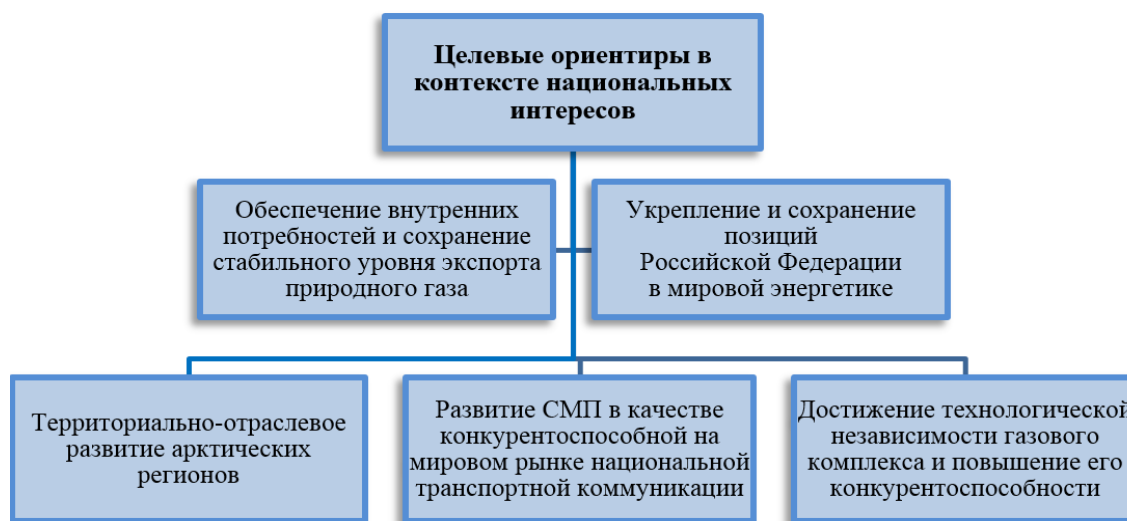 Целевые ориентиры в
контексте национальных
интересов
Обеспечение внутренних
потребностей и сохранение
стабильного уровня экспорта
природного газа
Укрепление и сохранение
позиций
Российской Федерации
в мировой энергетике
Территориально-отраслевое
развитие арктических
регионов
Развитие СМП в качестве
конкурентоспособной на
мировом рынке национальной
транспортной коммуникации
Достижение технологической
независимости газового
комплекса и повышение его
конкурентоспособности